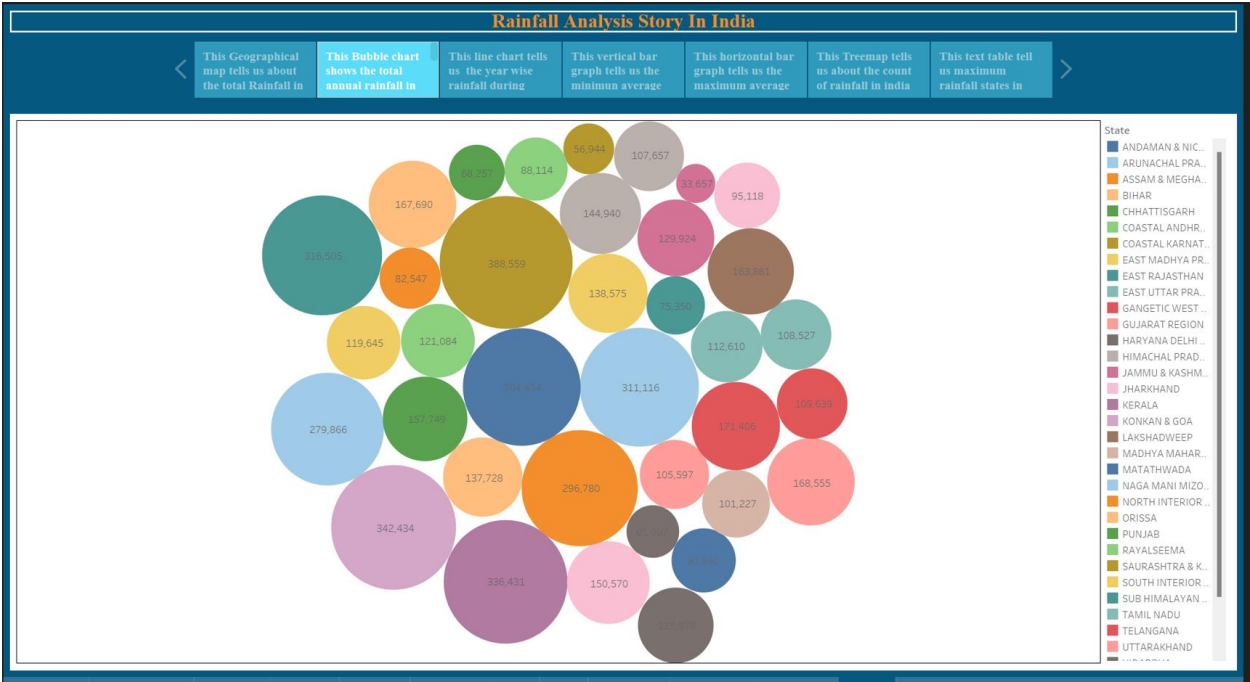 Rainfall Analysis Story In India
This Geographical
map tells us about
the total Rainfall in
This Bubble chart
shows the total
annual rainfall in
This line chart tells
us the year wise
rainfall during
This vertical bar
graph tells us the
minimun average
This horizontal bar
graph tells us the
maximum average
This Treemap tells
us about the count
of rainfall in india
This text table tell
us maximum
rainfall states in
56,944
107,657
68,257
88,114
33,657
95,118
167,690
144,940
129,924
316,505
388,559
163,881
82,547
138,575
75,350
119,645
121,084
112,610
108,527
311,116
109,639
279,866
157,749
171,406
137,728
296,780
105,597
168,555
101,227
342,434
336,431
150,570
State
ANDAMAN & NIC..
ARUNACHAL PRA..
ASSAM & MEGHA..
BIHAR
CHHATTISGARH
COASTAL ANDHR..
COASTAL KARNAT..
EAST MADHYA PR..
EAST RAJASTHAN
EAST UTTAR PRA..
GANGETIC WEST ..
GUJARAT REGION
HARYANA DELHI ..
HIMACHAL PRAD..
JAMMU & KASHM..
JHARKHAND
KERALA
KONKAN & GOA
LAKSHADWEEP
MADHYA MAHAR..
MATATHWADA
NAGA MANI MIZO..
NORTH INTERIOR ..
ORISSA
PUNJAB
RAYALSEEMA
SAURASHTRA & K..
SOUTH INTERIOR ..
SUB HIMALAYAN ..
TAMIL NADU
TELANGANA
UTTARAKHAND